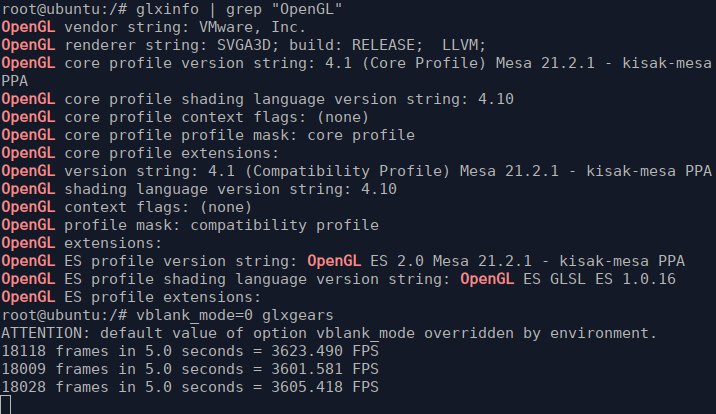 root@ubuntu:/# glxinfo | grep "OpenGL"
OpenGL vendor string: VMware, Inc.
OpenGL renderer string: SVGA3D; build: RELEASE;  LLVM;
OpenGL core profile version string: 4.1 (Core Profile) Mesa 21.2.1 - kisak-mesa
PPA
OpenGL core profile shading language version string: 4.10
OpenGL core profile context flags: (none)
OpenGL core profile profile mask: core profile
OpenGL core profile extensions:
OpenGL version string: 4.1 (Compatibility Profile) Mesa 21.2.1 - kisak-mesa PPA
OpenGL shading language version string: 4.10
OpenGL context flags: (none)
OpenGL profile mask: compatibility profile
OpenGL extensions:
OpenGL ES profile version string: OpenGL ES 2.0 Mesa 21.2.1 - kisak-mesa PPA
OpenGL ES profile shading language version string: OpenGL ES GLSL ES 1.0.16
OpenGL ES profile extensions:
root@ubuntu:/# vblank_mode=0 glxgears
ATTENTION: default value of option vblank_mode overridden by environment.
18118 frames in 5.0 seconds = 3623.490 FPS
18009 frames in 5.0 seconds = 3601.581 FPS
18028 frames in 5.0 seconds = 3605.418 FPS